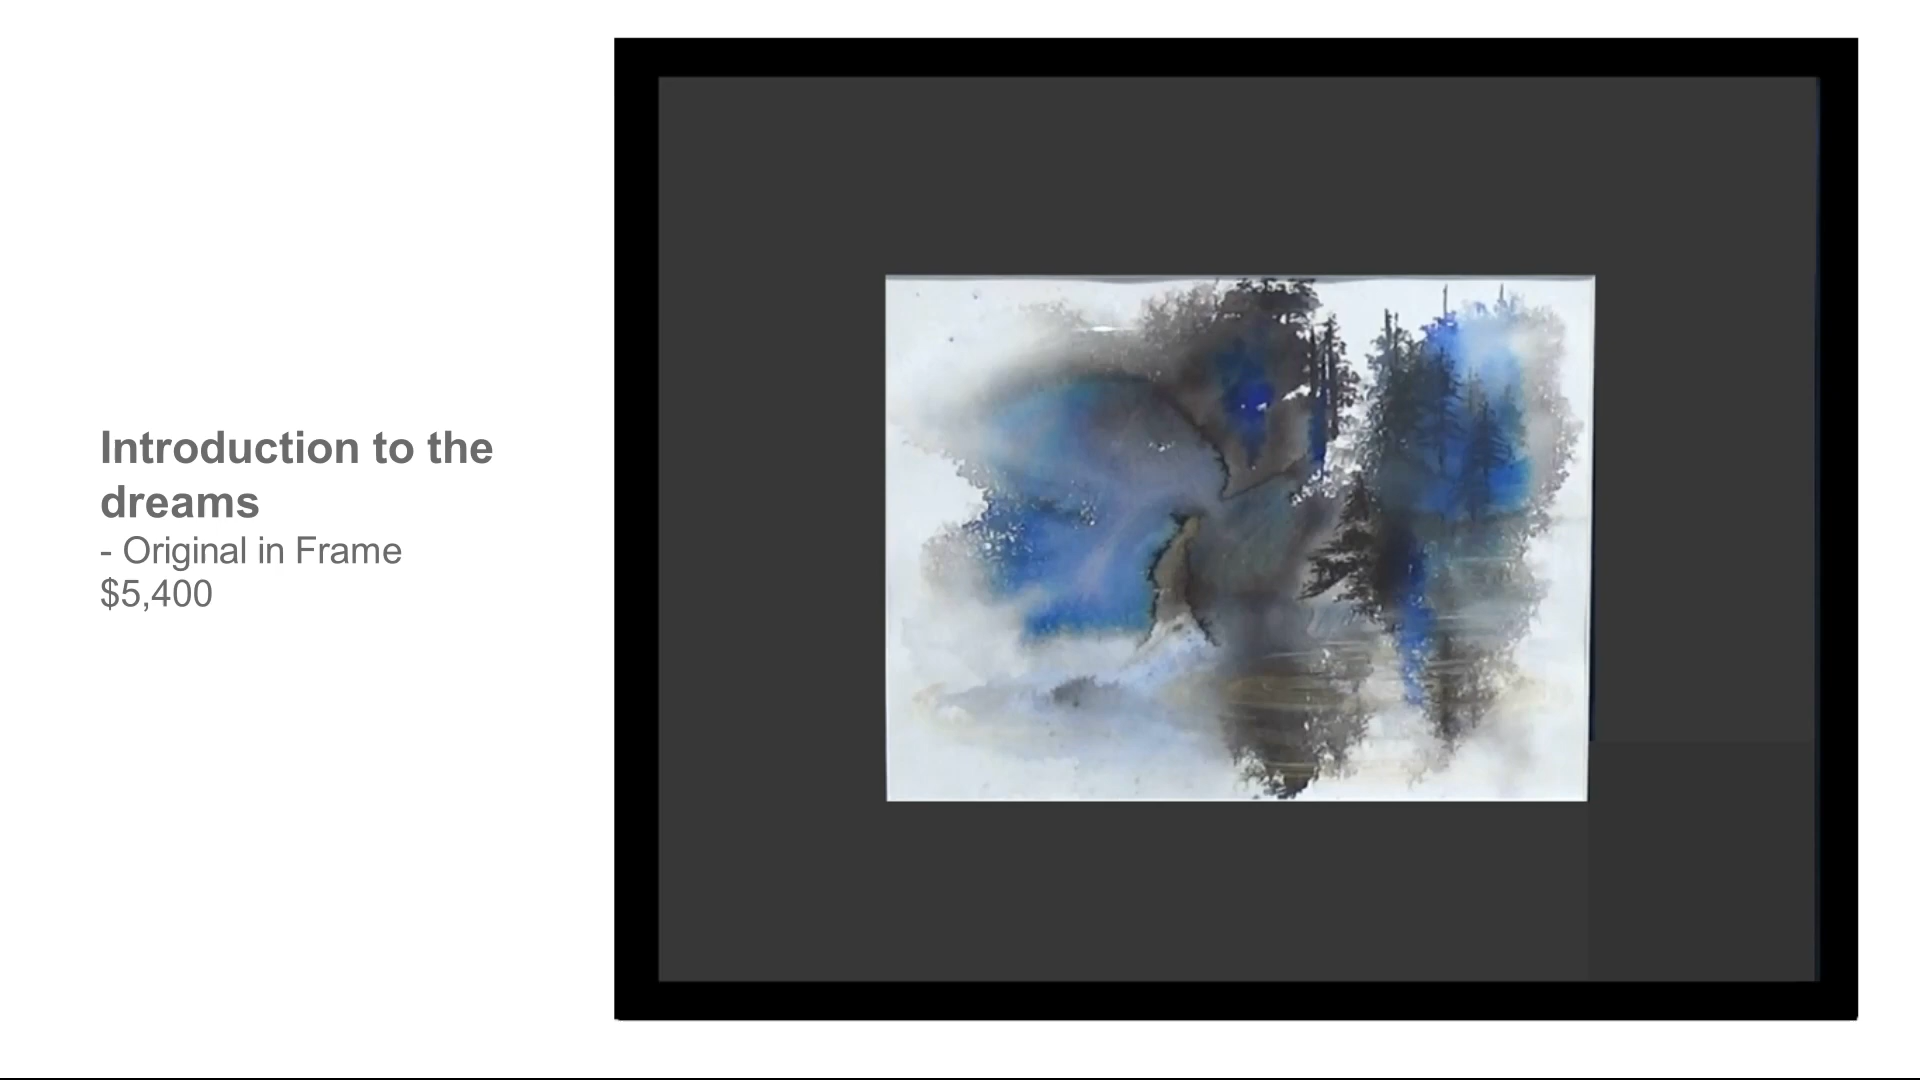 Introduction to the
dreams
- Original in Frame
$5,400